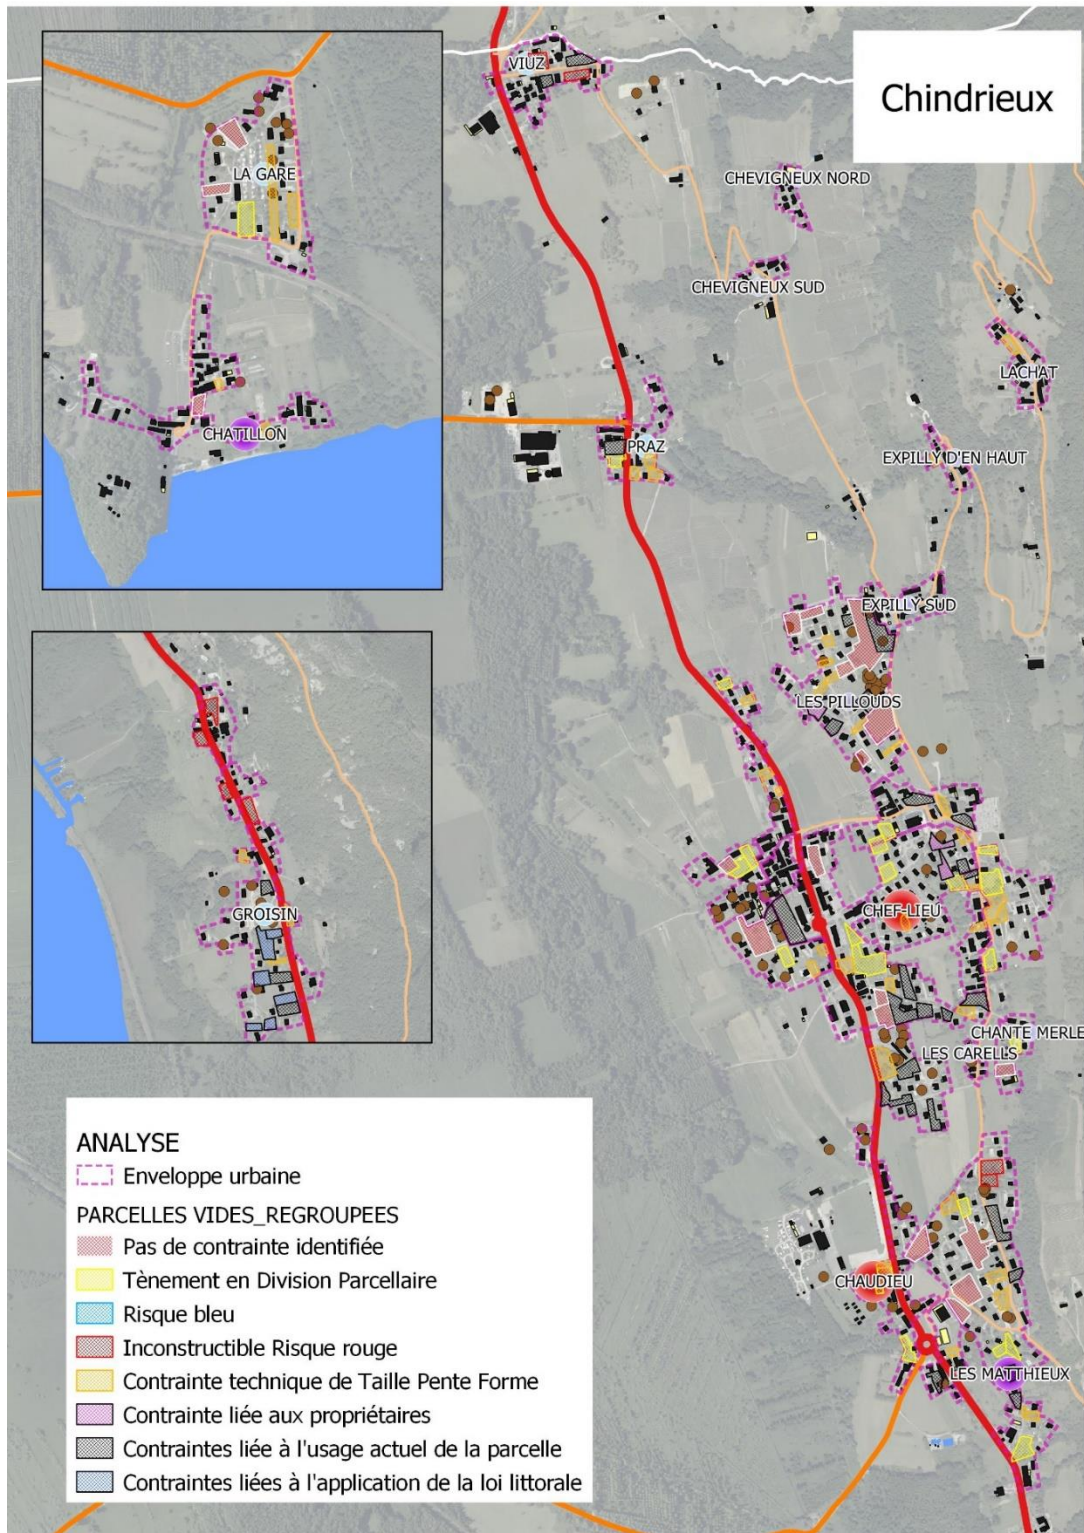 Chindrieux
VIUZ
LA GARE
CHEVIGNEUX NORD
CHEVIGNEUX SUD
LACHAT
CHATILLON
PRAZ
EXPILLY D'EN HAUT
EXPILLY SUD
LES PILLOUDS
GROISIN
CHEF-LIEU
CHANTE MERLE
LES CARELLS
CHAUDIEU
LES MATTHIEUX
ANALYSE
Enveloppe urbaine
PARCELLES VIDES_REGROUPEES
Pas de contrainte identifiée
Tènement en Division Parcellaire
Risque bleu
Inconstructible Risque rouge
Contrainte technique de Taille Pente Forme
Contrainte liée aux propriétaires
Contraintes liée à l'usage actuel de la parcelle
Contraintes liées à l'application de la loi littorale